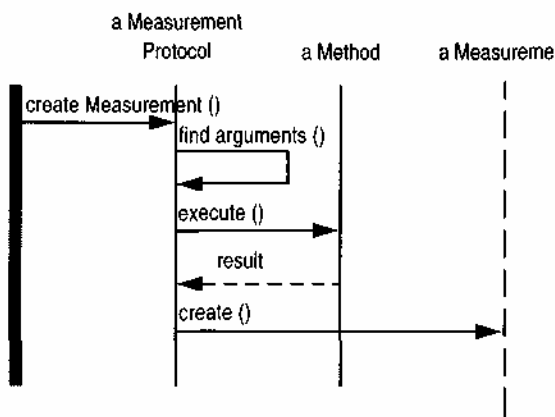 a Measurement
Protocol
a Method
a Measureme
create Measurement ()
find arguments ()
execute ()
result
create ()